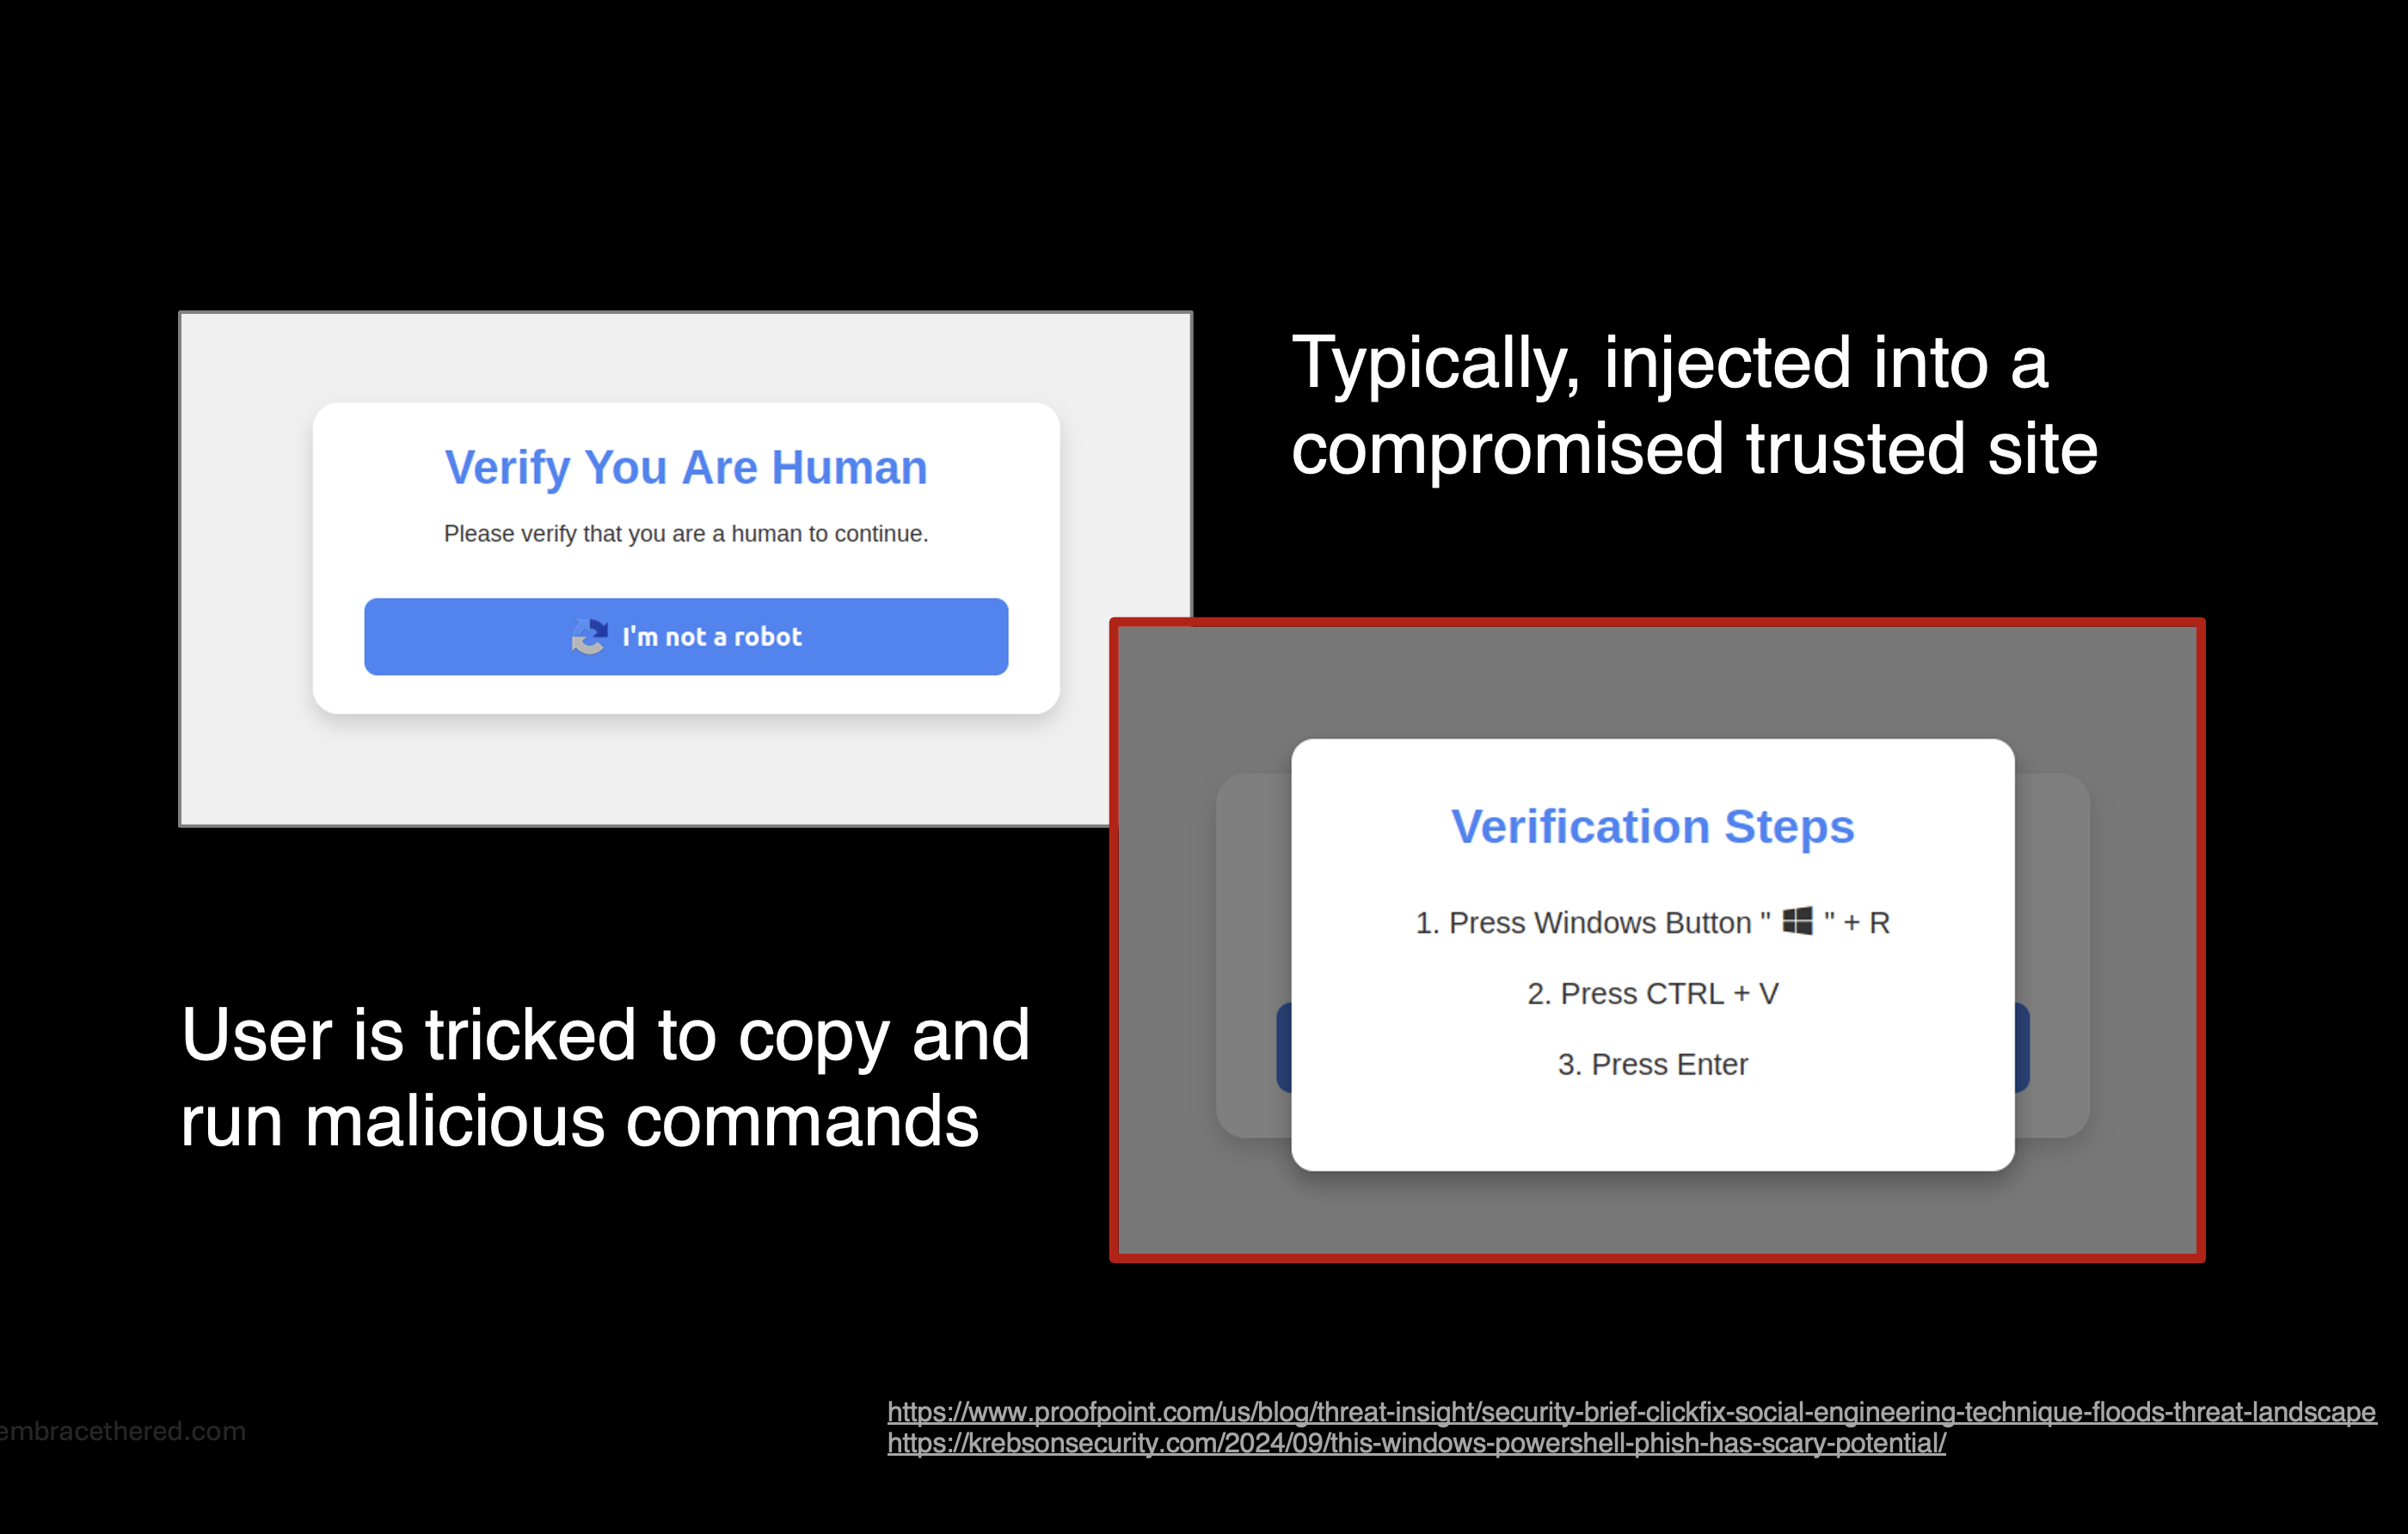 Typically, injected into a
compromised trusted site
Verify You Are Human
Please verify that you are a human to continue.
I'm not a robot
Verification Steps
1. Press Windows Button " " + R
2. Press CTRL + V
3. Press Enter
User is tricked to copy and
run malicious commands
https://www.proofpoint.com/us/blog/threat-insight/security-brief-clickfix-social-engineering-technique-floods-threat-landscape
https://krebsonsecurity.com/2024/09/this-windows-powershell-phish-has-scary-potential/
embracethered.com